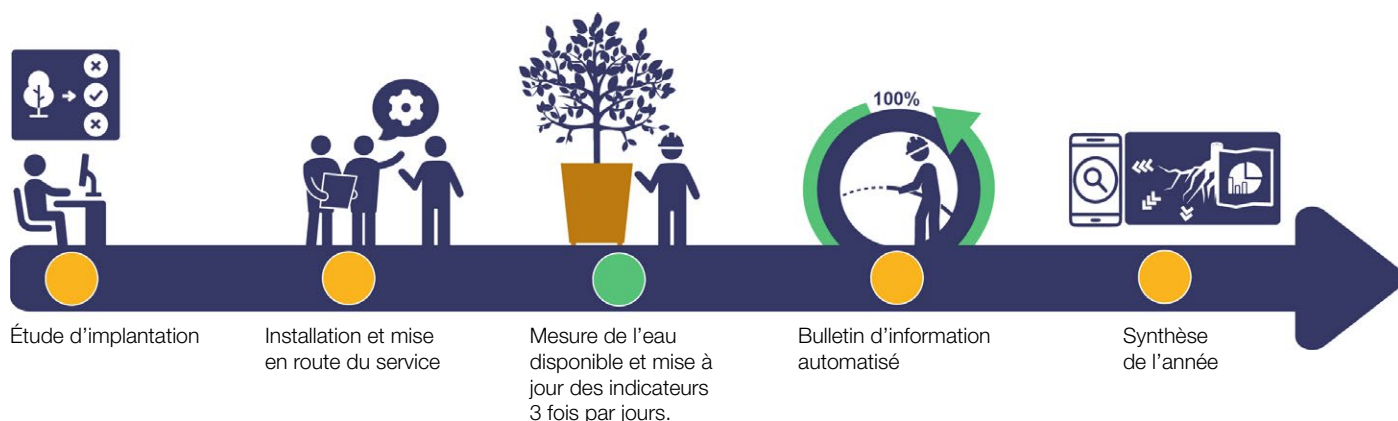 100%
Étude d'implantation
Installation et mise
en route du service
Mesure de l'eau
disponible et mise à
jour des indicateurs
3 fois par jours.
Bulletin d'information
automatisé
Synthèse
de l'année